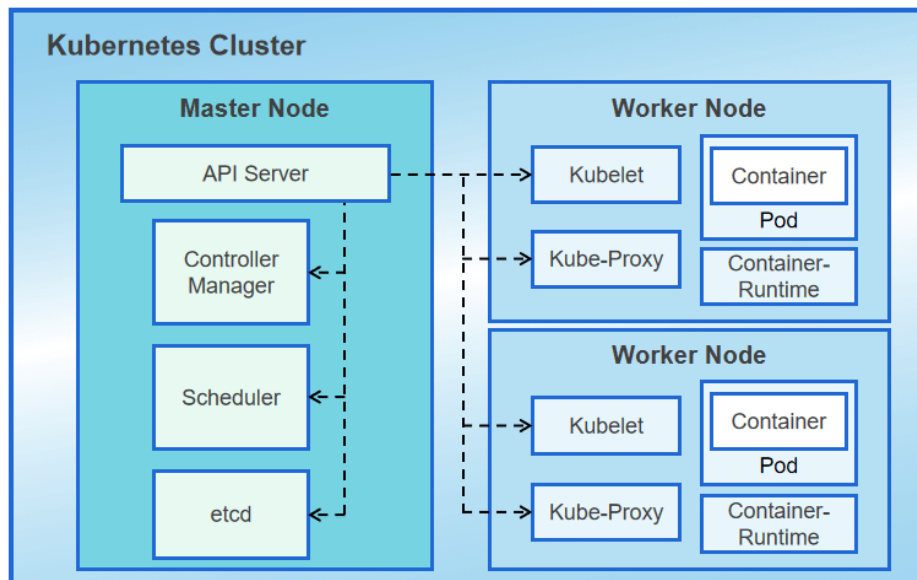 Kubernetes Cluster
Master Node
API Server
Controller
Manager
Scheduler
etcd
Worker Node
Kubelet
Kube-Proxy
Container
Pod
Container-
Runtime
Worker Node
Kubelet
Kube-Proxy
Container
Pod
Container-
Runtime